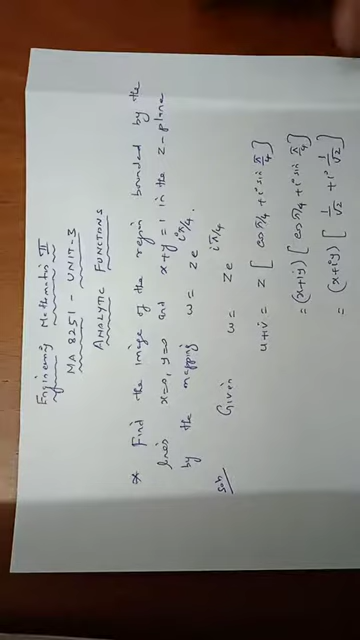 Engineering Mathematics II
MA 8251 - UNIT-3
ANALYTIC FUNCTIONS
* Find the image of the region bounded by the
lines x=0, y=0 and x+y=1 in the z-plane
by the mapping w = z e^{iπ/4}.
Soln Given w = z e^{iπ/4}
u+iv = z [cos π/4 + i sin π/4]
= (x+iy) [cos π/4 + i sin π/4]
= (x+iy) [1/√2 + i 1/√2]